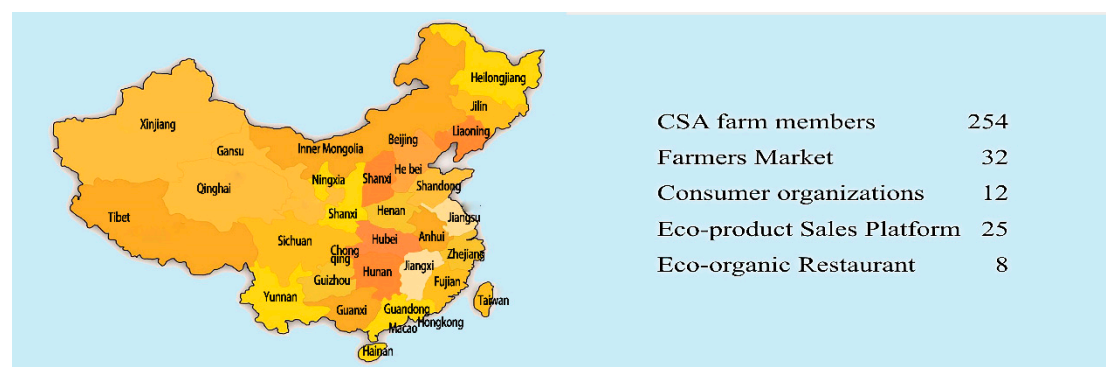 Heilongjiang
Jilin
Xinjiang
Liaoning
Beijing
Gansu
Inner Mongolia
He bei
Ningxia
Shanxi
Shandong
Qinghai
Tibet
Shanxi
Henan
Jiangsu
Sichuan
Hubei
Anhui
Chong
qing
Zhejiang
Jiangxi
Hunan
Guizhou
Fujian
Yunnan
Taiwan
Guanxi
Guandong
Hongkong
Macao
Hainan
CSA farm members 254
Farmers Market 32
Consumer organizations 12
Eco-product Sales Platform 25
Eco-organic Restaurant 8